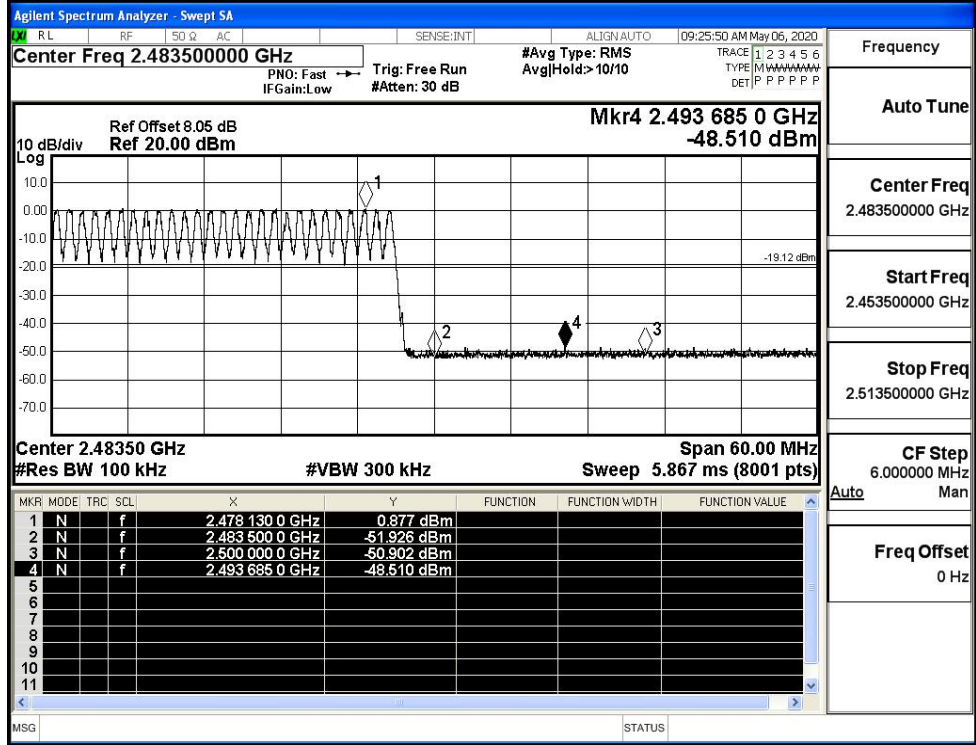 Agilent Spectrum Analyzer - Swept SA
LXI RL RF 50 Ω AC SENSE:INT ALIGN AUTO 09:25:50 AM May 06, 2020
Center Freq 2.483500000 GHz #Avg Type: RMS TRACE 1 2 3 4 5 6
PNO: Fast Trig: Free Run Avg|Hold:>10/10 TYPE M WWWWW
IFGain:Low #Atten: 30 dB DET P P P P P P
Ref Offset 8.05 dB Mkr4 2.493 685 0 GHz
10 dB/div Ref 20.00 dBm -48.510 dBm
Log
10.0
0.00
-10.0
-20.0
-30.0
-40.0
-50.0
-60.0
-70.0
1
-19.12 dBm
2
4
3
Center 2.48350 GHz Span 60.00 MHz
#Res BW 100 kHz #VBW 300 kHz Sweep 5.867 ms (8001 pts)
MKR MODE TRC SCL X Y FUNCTION FUNCTION WIDTH FUNCTION VALUE
1 N f 2.478 130 0 GHz 0.877 dBm
2 N f 2.483 500 0 GHz -51.926 dBm
3 N f 2.500 000 0 GHz -50.902 dBm
4 N f 2.493 685 0 GHz -48.510 dBm
5
6
7
8
9
10
11
MSG STATUS
Frequency
Auto Tune
Center Freq
2.483500000 GHz
Start Freq
2.453500000 GHz
Stop Freq
2.513500000 GHz
CF Step
6.000000 MHz
Auto Man
Freq Offset
0 Hz